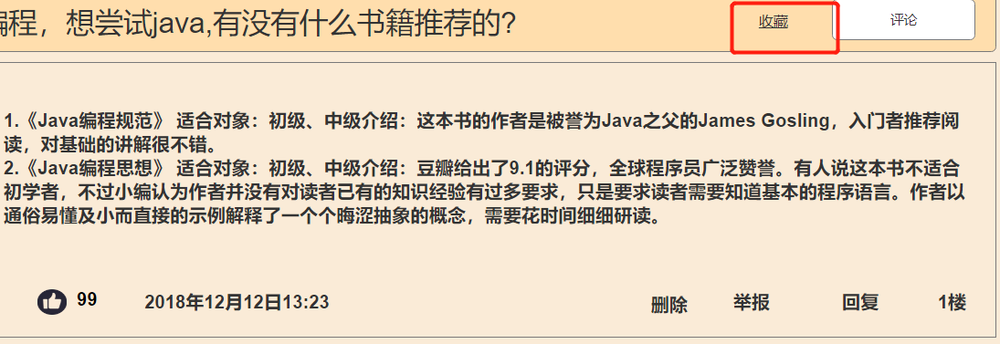 编程，想尝试java,有没有什么书籍推荐的?
收藏
评论
1.《Java编程规范》 适合对象：初级、中级介绍：这本书的作者是被誉为Java之父的James Gosling，入门者推荐阅
读，对基础的讲解很不错。
2.《Java编程思想》 适合对象：初级、中级介绍：豆瓣给出了9.1的评分，全球程序员广泛赞誉。有人说这本书不适合
初学者，不过小编认为作者并没有对读者已有的知识经验有过多要求，只是要求读者需要知道基本的程序语言。作者以
通俗易懂及小而直接的示例解释了一个个晦涩抽象的概念，需要花时间细细研读。
99
2018年12月12日13:23
删除
举报
回复
1楼